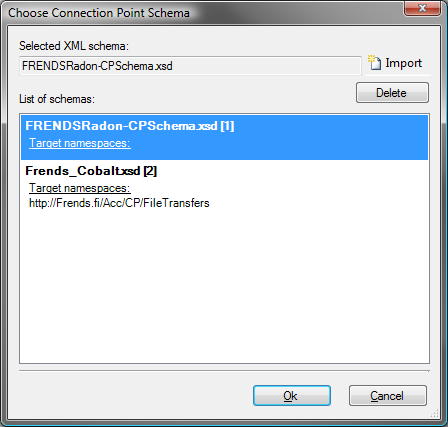 Choose Connection Point Schema
Selected XML schema:
FRENDSRadon-CPSchema.xsd
Import
List of schemas:
Delete
FRENDSRadon-CPSchema.xsd [1]
Target namespaces:
Frends_Cobalt.xsd [2]
Target namespaces:
http://Frends.fi/Acc/CP/FileTransfers
Ok
Cancel